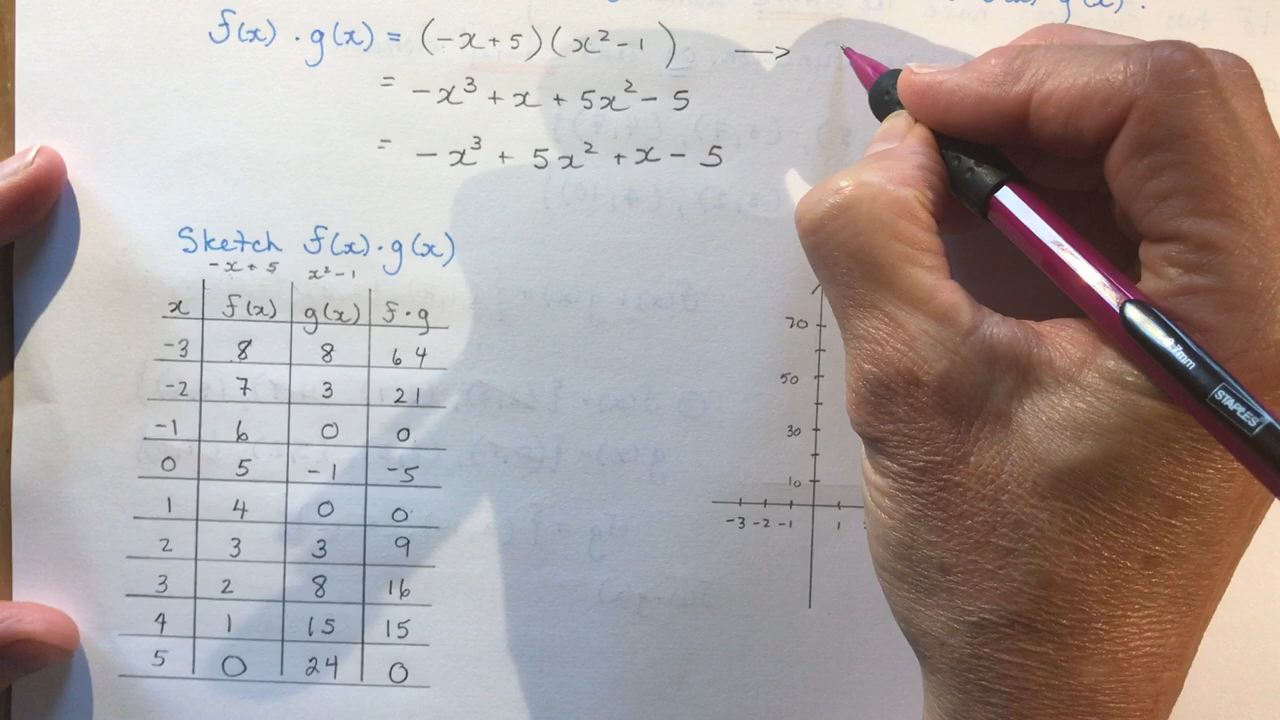 g(x).
f(x) · g(x) = (-x+5)(x²-1) →
= -x³ + x + 5x² - 5
= -x³ + 5x² + x - 5
Sketch f(x)·g(x)
-x+5 x²-1
x f(x) g(x) f·g
-3 8 8 64
-2 7 3 21
-1 6 0 0
0 5 -1 -5
1 4 0 0
2 3 3 9
3 2 8 16
4 1 15 15
5 0 24 0
70
50
30
10
-3 -2 -1 1
.7mm
STAPLES